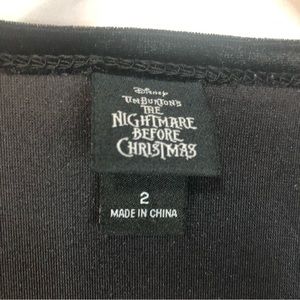 Disney
TIM BURTON'S
THE
NIGHTMARE
BEFORE
CHRISTMAS
2
MADE IN CHINA